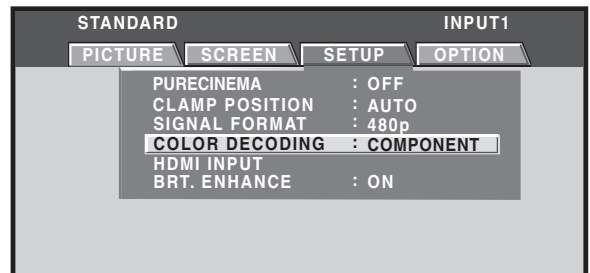 STANDARD INPUT1
PICTURE SCREEN SETUP OPTION
PURECINEMA : OFF
CLAMP POSITION : AUTO
SIGNAL FORMAT : 480p
COLOR DECODING : COMPONENT
HDMI INPUT
BRT. ENHANCE : ON